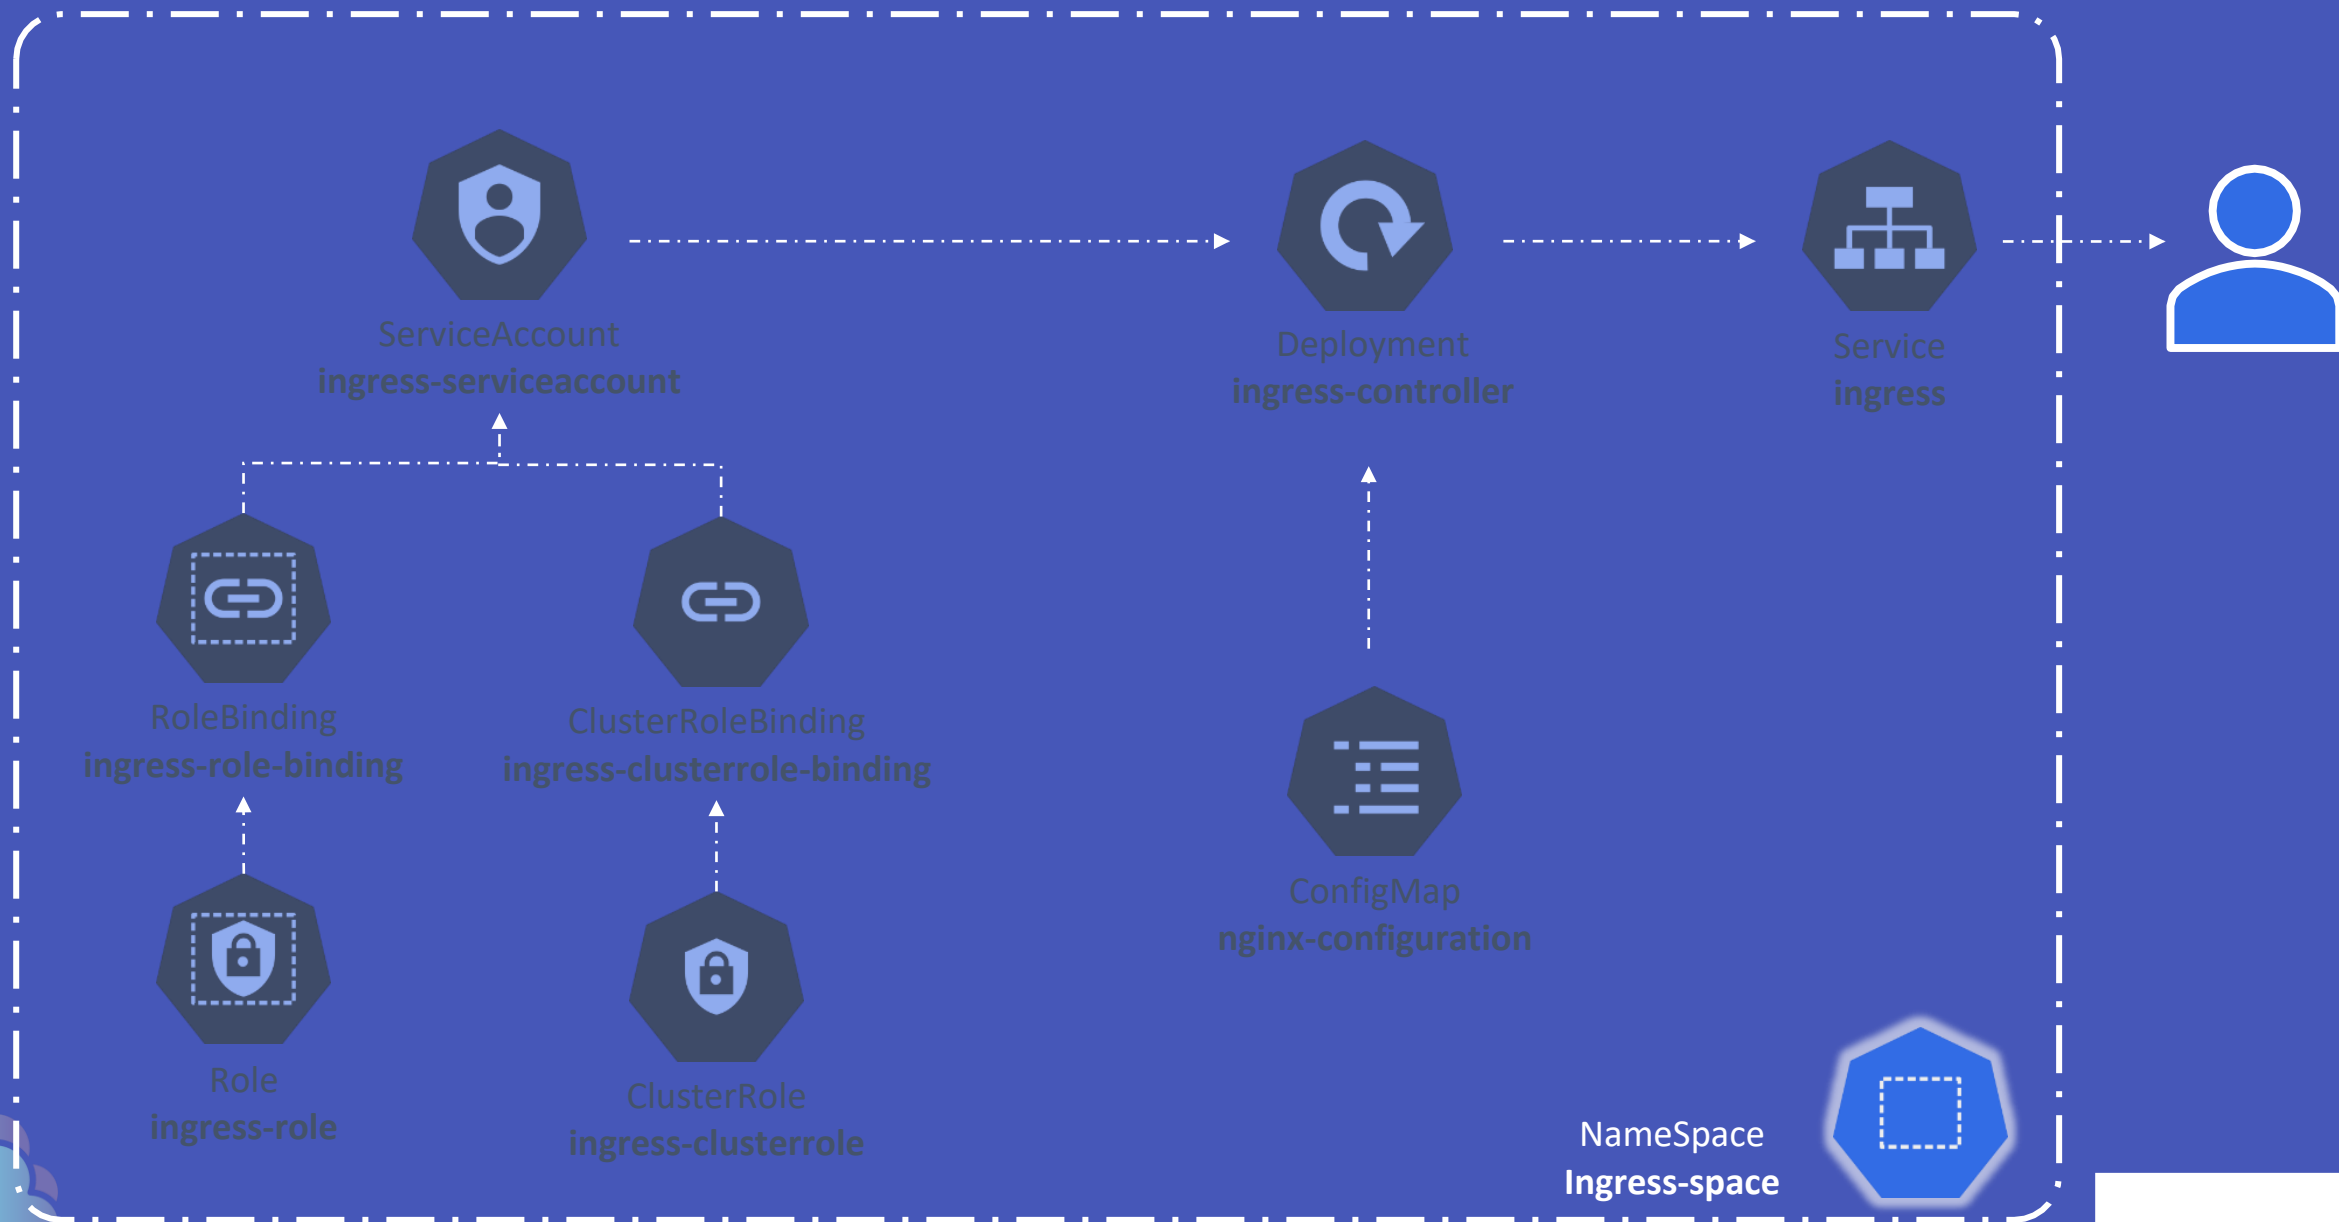 ServiceAccount
ingress-serviceaccount
Deployment
ingress-controller
Service
ingress
RoleBinding
ingress-role-binding
ClusterRoleBinding
ingress-clusterrole-binding
ConfigMap
nginx-configuration
Role
ingress-role
ClusterRole
ingress-clusterrole
NameSpace
Ingress-space